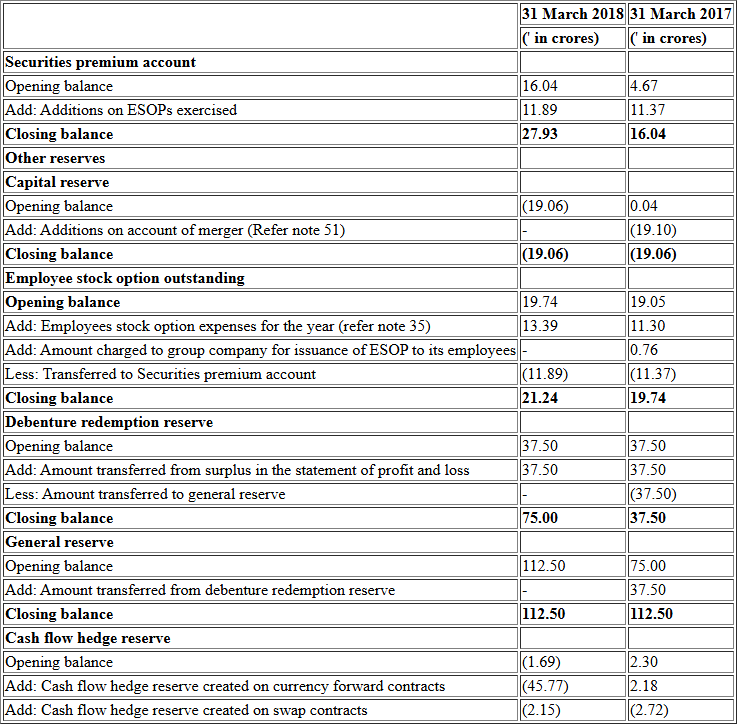 31 March 2018 31 March 2017
(' in crores) (' in crores)
Securities premium account
Opening balance 16.04 4.67
Add: Additions on ESOPs exercised 11.89 11.37
Closing balance 27.93 16.04
Other reserves
Capital reserve
Opening balance (19.06) 0.04
Add: Additions on account of merger (Refer note 51) - (19.10)
Closing balance (19.06) (19.06)
Employee stock option outstanding
Opening balance 19.74 19.05
Add: Employees stock option expenses for the year (refer note 35) 13.39 11.30
Add: Amount charged to group company for issuance of ESOP to its employees - 0.76
Less: Transferred to Securities premium account (11.89) (11.37)
Closing balance 21.24 19.74
Debenture redemption reserve
Opening balance 37.50 37.50
Add: Amount transferred from surplus in the statement of profit and loss 37.50 37.50
Less: Amount transferred to general reserve - (37.50)
Closing balance 75.00 37.50
General reserve
Opening balance 112.50 75.00
Add: Amount transferred from debenture redemption reserve - 37.50
Closing balance 112.50 112.50
Cash flow hedge reserve
Opening balance (1.69) 2.30
Add: Cash flow hedge reserve created on currency forward contracts (45.77) 2.18
Add: Cash flow hedge reserve created on swap contracts (2.15) (2.72)